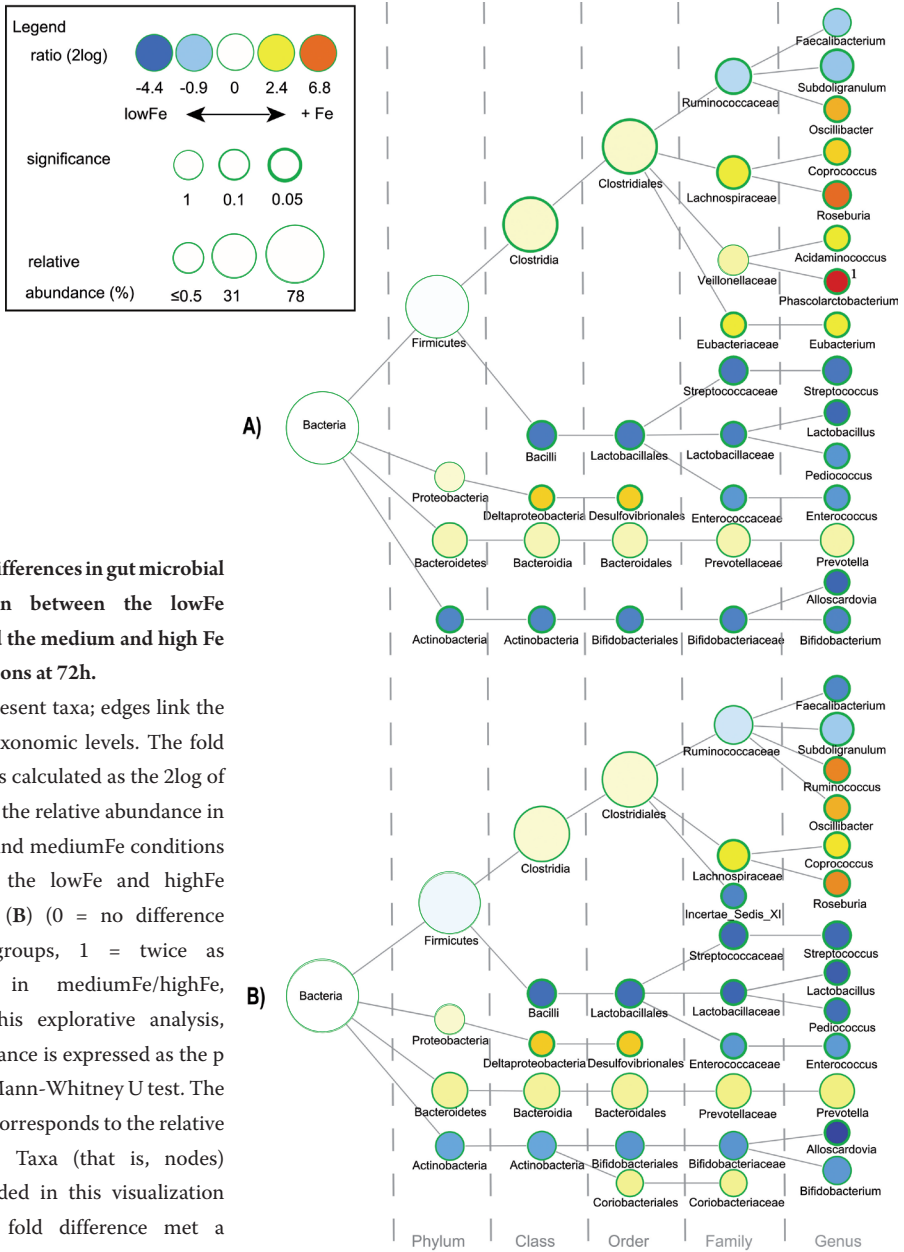 Legend
ratio (2log)
-4.4 -0.9 0 2.4 6.8
lowFe + Fe
significance
1 0.1 0.05
relative
abundance (%)
≤0.5 31 78
A)
Bacteria
Firmicutes
Clostridia
Clostridiales
Ruminococcaceae
Faecalibacterium
Subdoligranulum
Oscillibacter
Lachnospiraceae
Coprococcus
Roseburia
Veillonellaceae
Acidaminococcus
1
Phascolarctobacterium
Eubacteriaceae
Eubacterium
Streptococcaceae
Streptococcus
Bacilli
Lactobacillales
Lactobacillaceae
Lactobacillus
Pediococcus
Enterococcaceae
Enterococcus
Proteobacteria
Deltaproteobacteria
Desulfovibrionales
Bacteroidetes
Bacteroidia
Bacteroidales
Prevotellaceae
Prevotella
Actinobacteria
Actinobacteria
Bifidobacteriales
Bifidobacteriaceae
Alloscardovia
Bifidobacterium
ifferences in gut microbial
n between the lowFe
d the medium and high Fe
ions at 72h.
esent taxa; edges link the
xonomic levels. The fold
s calculated as the 2log of
the relative abundance in
and mediumFe conditions
the lowFe and highFe
(B) (0 = no difference
groups, 1 = twice as
in mediumFe/highFe,
his explorative analysis,
ance is expressed as the p
Mann-Whitney U test. The
corresponds to the relative
Taxa (that is, nodes)
ded in this visualization
fold difference met a
B)
Bacteria
Firmicutes
Clostridia
Clostridiales
Ruminococcaceae
Faecalibacterium
Subdoligranulum
Ruminococcus
Oscillibacter
Lachnospiraceae
Coprococcus
Roseburia
Incertae_Sedis_XI
Streptococcaceae
Streptococcus
Bacilli
Lactobacillales
Lactobacillaceae
Lactobacillus
Pediococcus
Enterococcaceae
Enterococcus
Proteobacteria
Deltaproteobacteria
Desulfovibrionales
Bacteroidetes
Bacteroidia
Bacteroidales
Prevotellaceae
Prevotella
Actinobacteria
Actinobacteria
Bifidobacteriales
Bifidobacteriaceae
Alloscardovia
Bifidobacterium
Coriobacteriales
Coriobacteriaceae
Phylum Class Order Family Genus